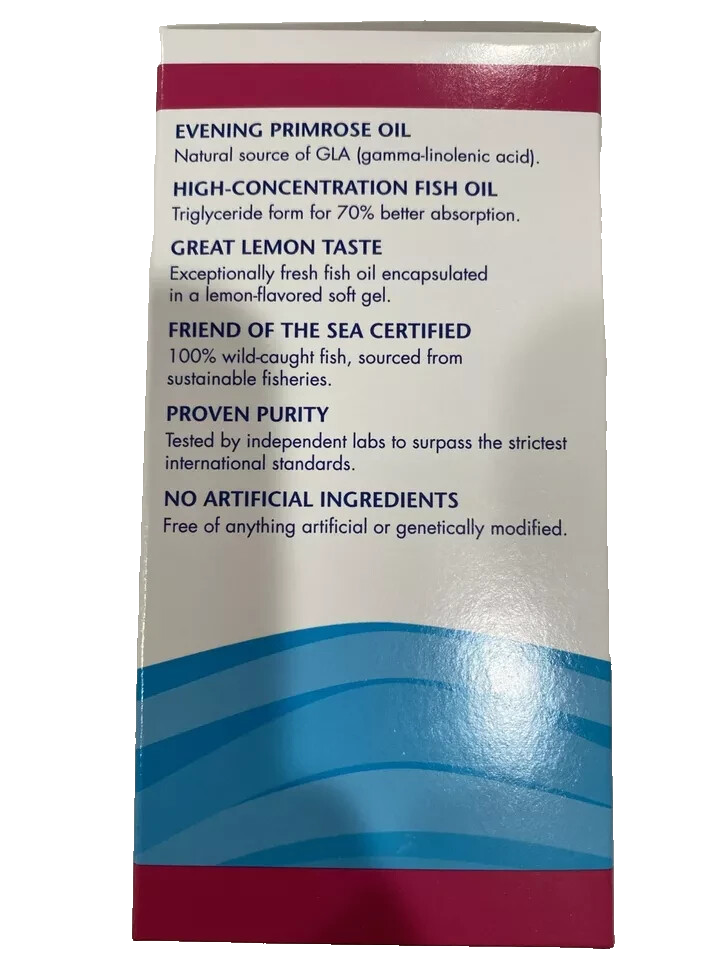 EVENING PRIMROSE OIL
Natural source of GLA (gamma-linolenic acid).
HIGH-CONCENTRATION FISH OIL
Triglyceride form for 70% better absorption.
GREAT LEMON TASTE
Exceptionally fresh fish oil encapsulated
in a lemon-flavored soft gel.
FRIEND OF THE SEA CERTIFIED
100% wild-caught fish, sourced from
sustainable fisheries.
PROVEN PURITY
Tested by independent labs to surpass the strictest
international standards.
NO ARTIFICIAL INGREDIENTS
Free of anything artificial or genetically modified.